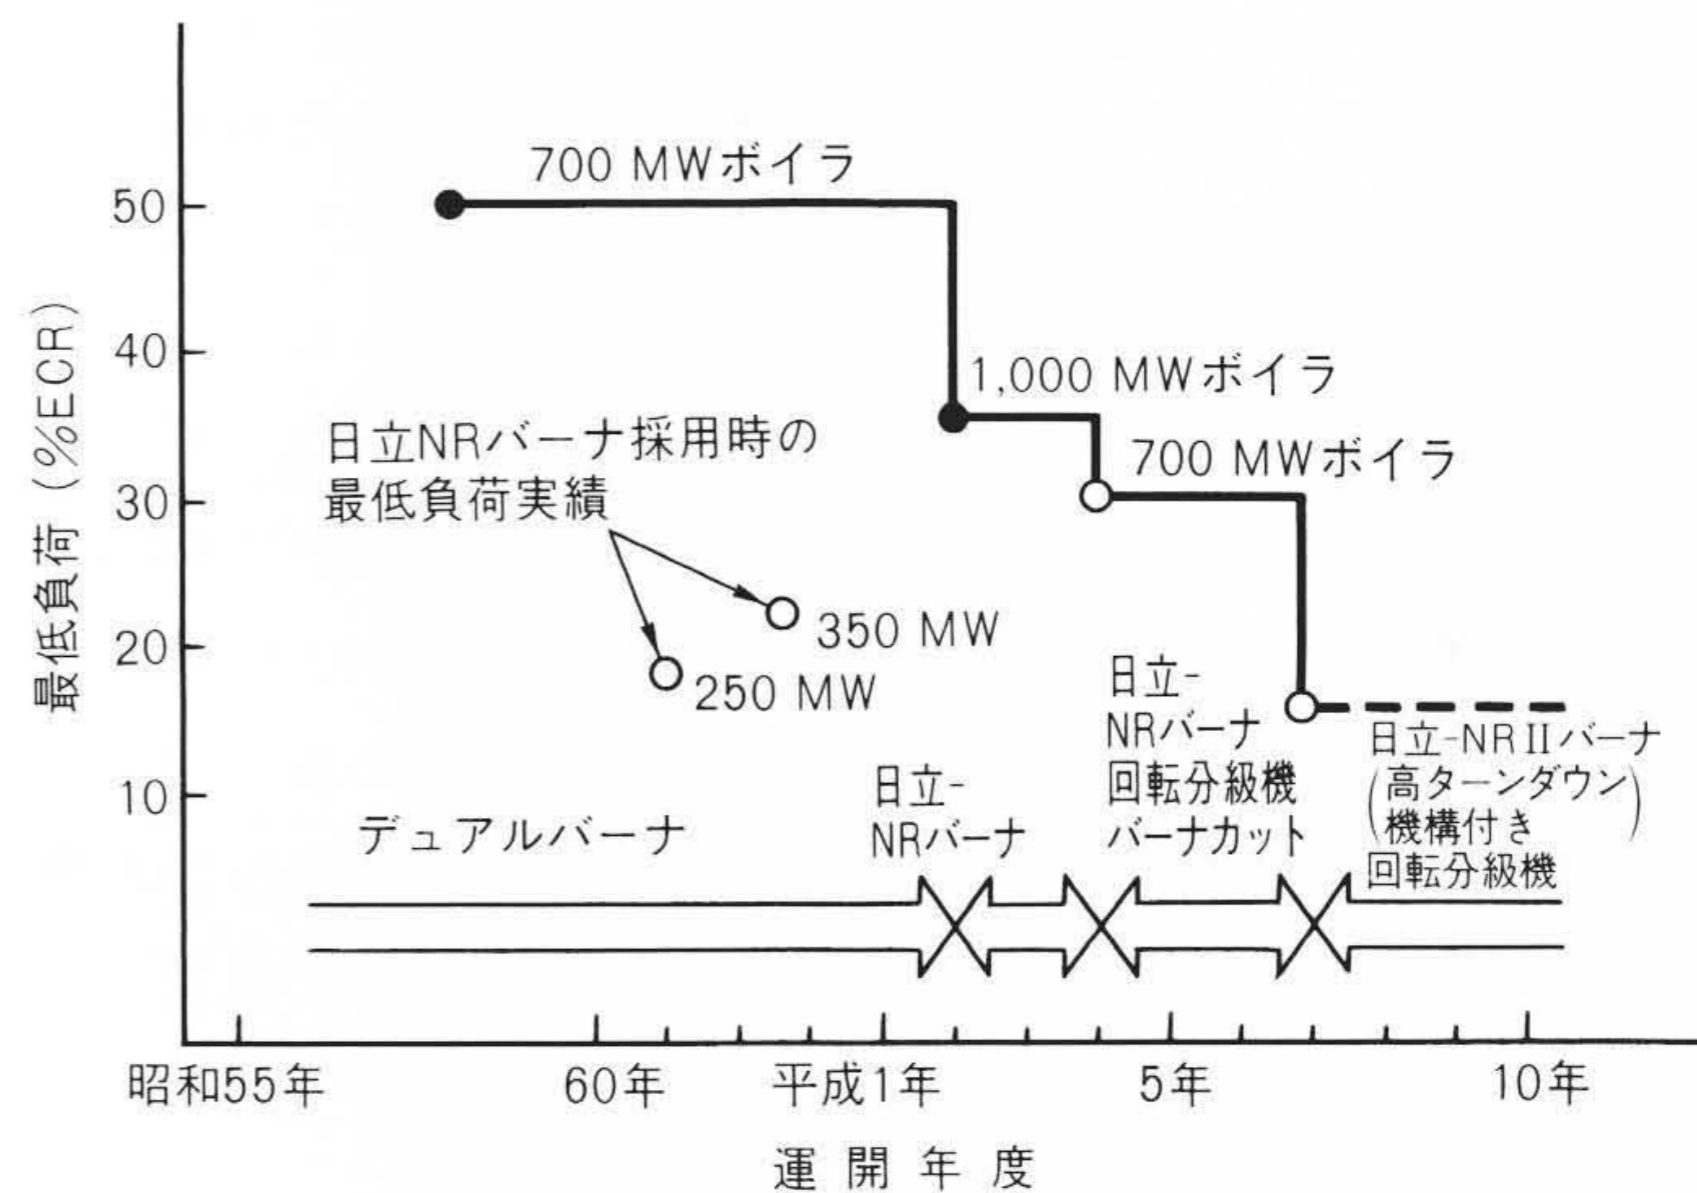 最低負荷(%ECR)
50
40
30
20
10
700 MWボイラ
1,000 MWボイラ
700 MWボイラ
日立NRバーナ採用時の
最低負荷実績
350 MW
250 MW
デュアルバーナ
日立-
NRバーナ
日立-
NRバーナ
回転分級機
バーナカット
日立-NRⅡバーナ
(高ターンダウン
機構付き)
回転分級機
昭和55年
60年
平成1年
5年
10年
運開年度